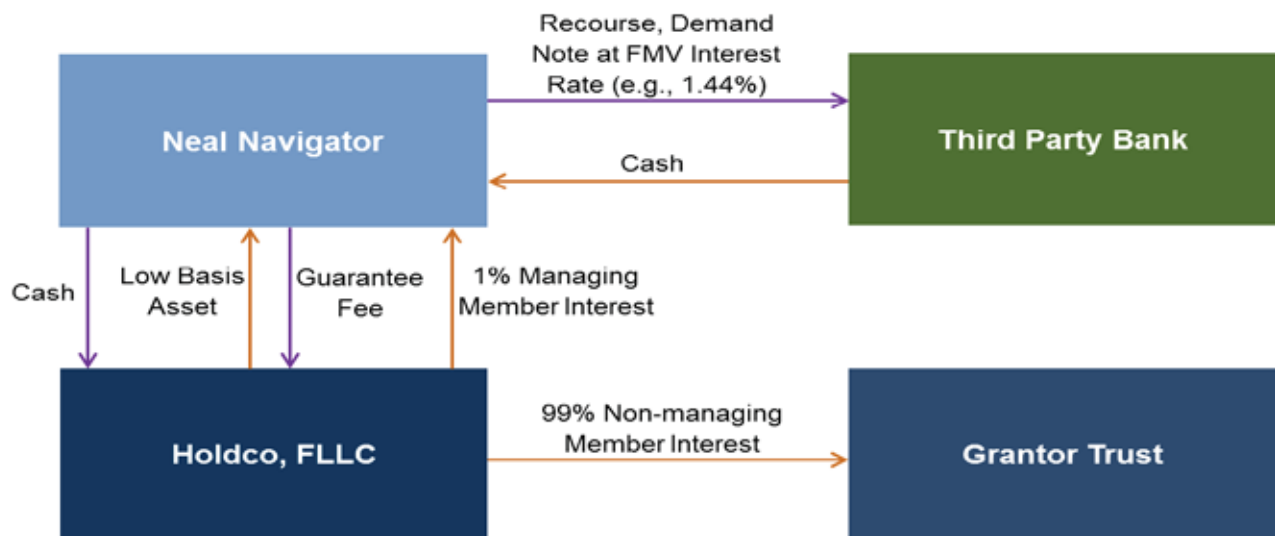 Recourse, Demand
Note at FMV Interest
Rate (e.g., 1.44%)
Neal Navigator
Third Party Bank
Cash
Cash
Low Basis
Asset
Guarantee
Fee
1% Managing
Member Interest
99% Non-managing
Member Interest
Holdco, FLLC
Grantor Trust